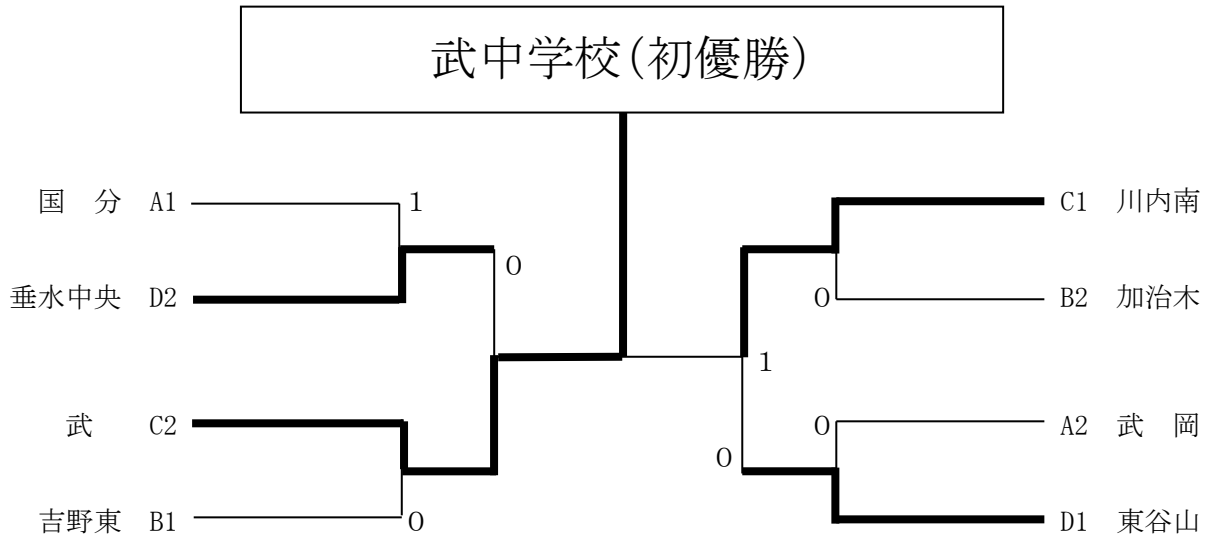 武中学校(初優勝)
国　分　A1
1
C1　川内南
0
垂水中央　D2
0
B2　加治木
1
武　　C2
0
A2　武　岡
0
吉野東　B1
0
D1　東谷山